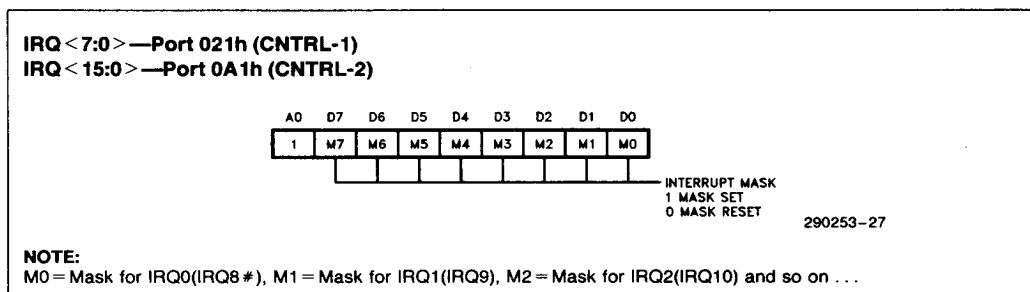 IRQ<7:0>—Port 021h (CNTRL-1)
IRQ<15:0>—Port 0A1h (CNTRL-2)
A0 D7 D6 D5 D4 D3 D2 D1 D0
1 M7 M6 M5 M4 M3 M2 M1 M0
INTERRUPT MASK
1 MASK SET
0 MASK RESET
290253–27
NOTE:
M0 = Mask for IRQ0(IRQ8#), M1 = Mask for IRQ1(IRQ9), M2 = Mask for IRQ2(IRQ10) and so on ...